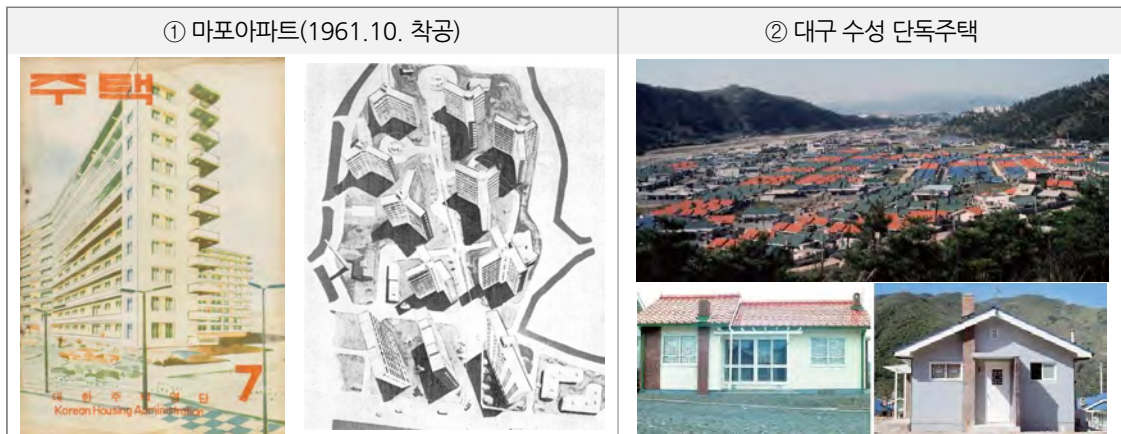 ① 마포아파트(1961.10. 착공)
② 대구 수성 단독주택
주택
7
대한주택영단
Korean Housing Administration